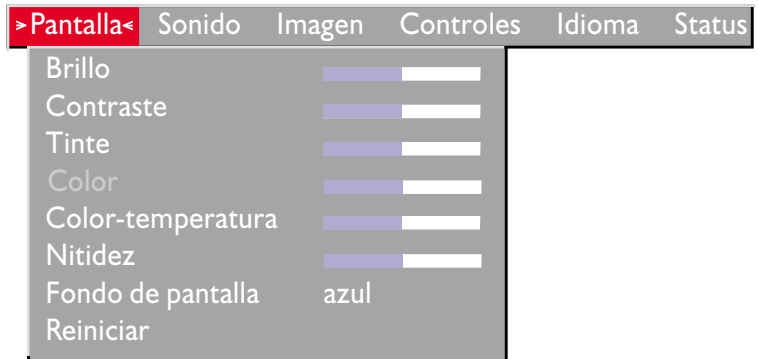 >Pantalla< Sonido Imagen Controles Idioma Status
Brillo
Contraste
Tinte
Color
Color-temperatura
Nitidez
Fondo de pantalla azul
Reiniciar